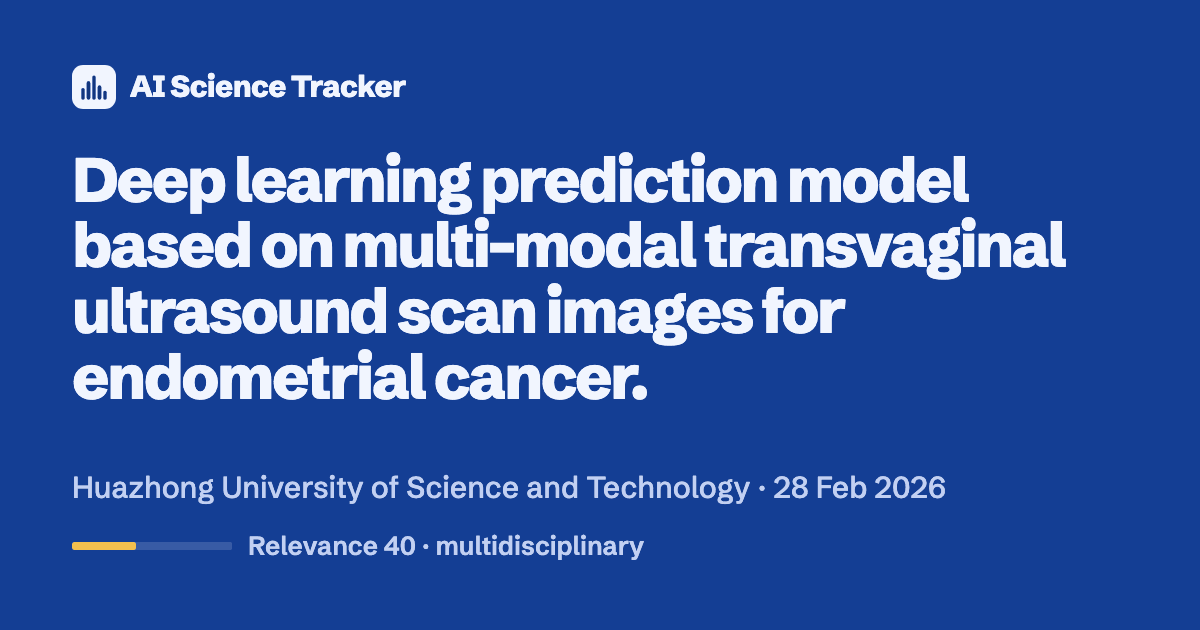 AI Science Tracker
Deep learning prediction model
based on multi-modal transvaginal
ultrasound scan images for
endometrial cancer.
Huazhong University of Science and Technology · 28 Feb 2026
Relevance 40 · multidisciplinary